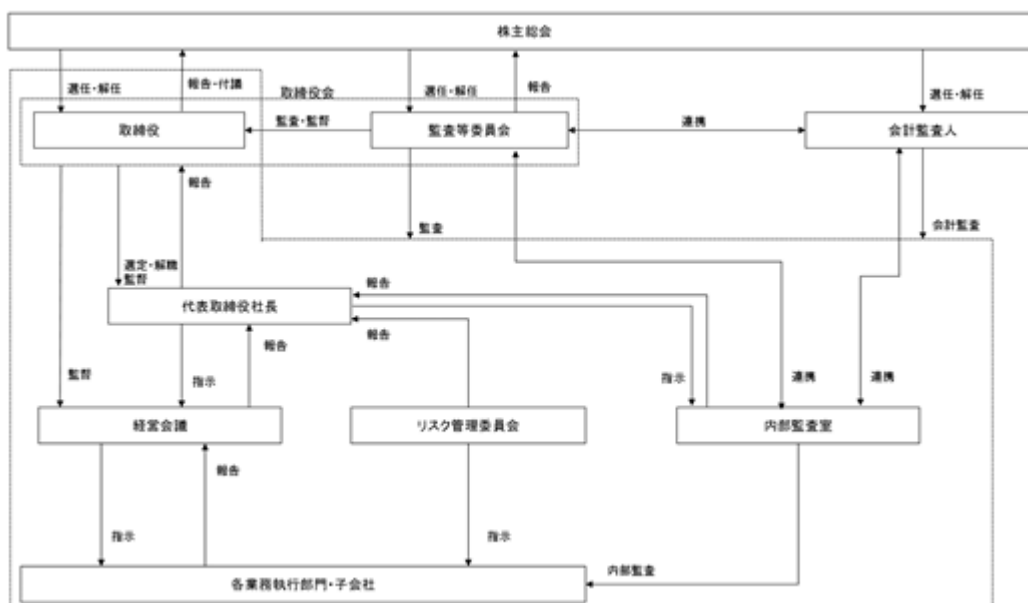 株主総会
選任・解任
報告・付議
選任・解任
報告
選任・解任
取締役会
取締役
監査・監督
監査等委員会
連携
会計監査人
報告
監査
会計監査
選定・解職
監督
代表取締役社長
報告
報告
報告
監督
指示
指示
連携
連携
経営会議
リスク管理委員会
内部監査室
報告
指示
指示
内部監査
各業務執行部門・子会社